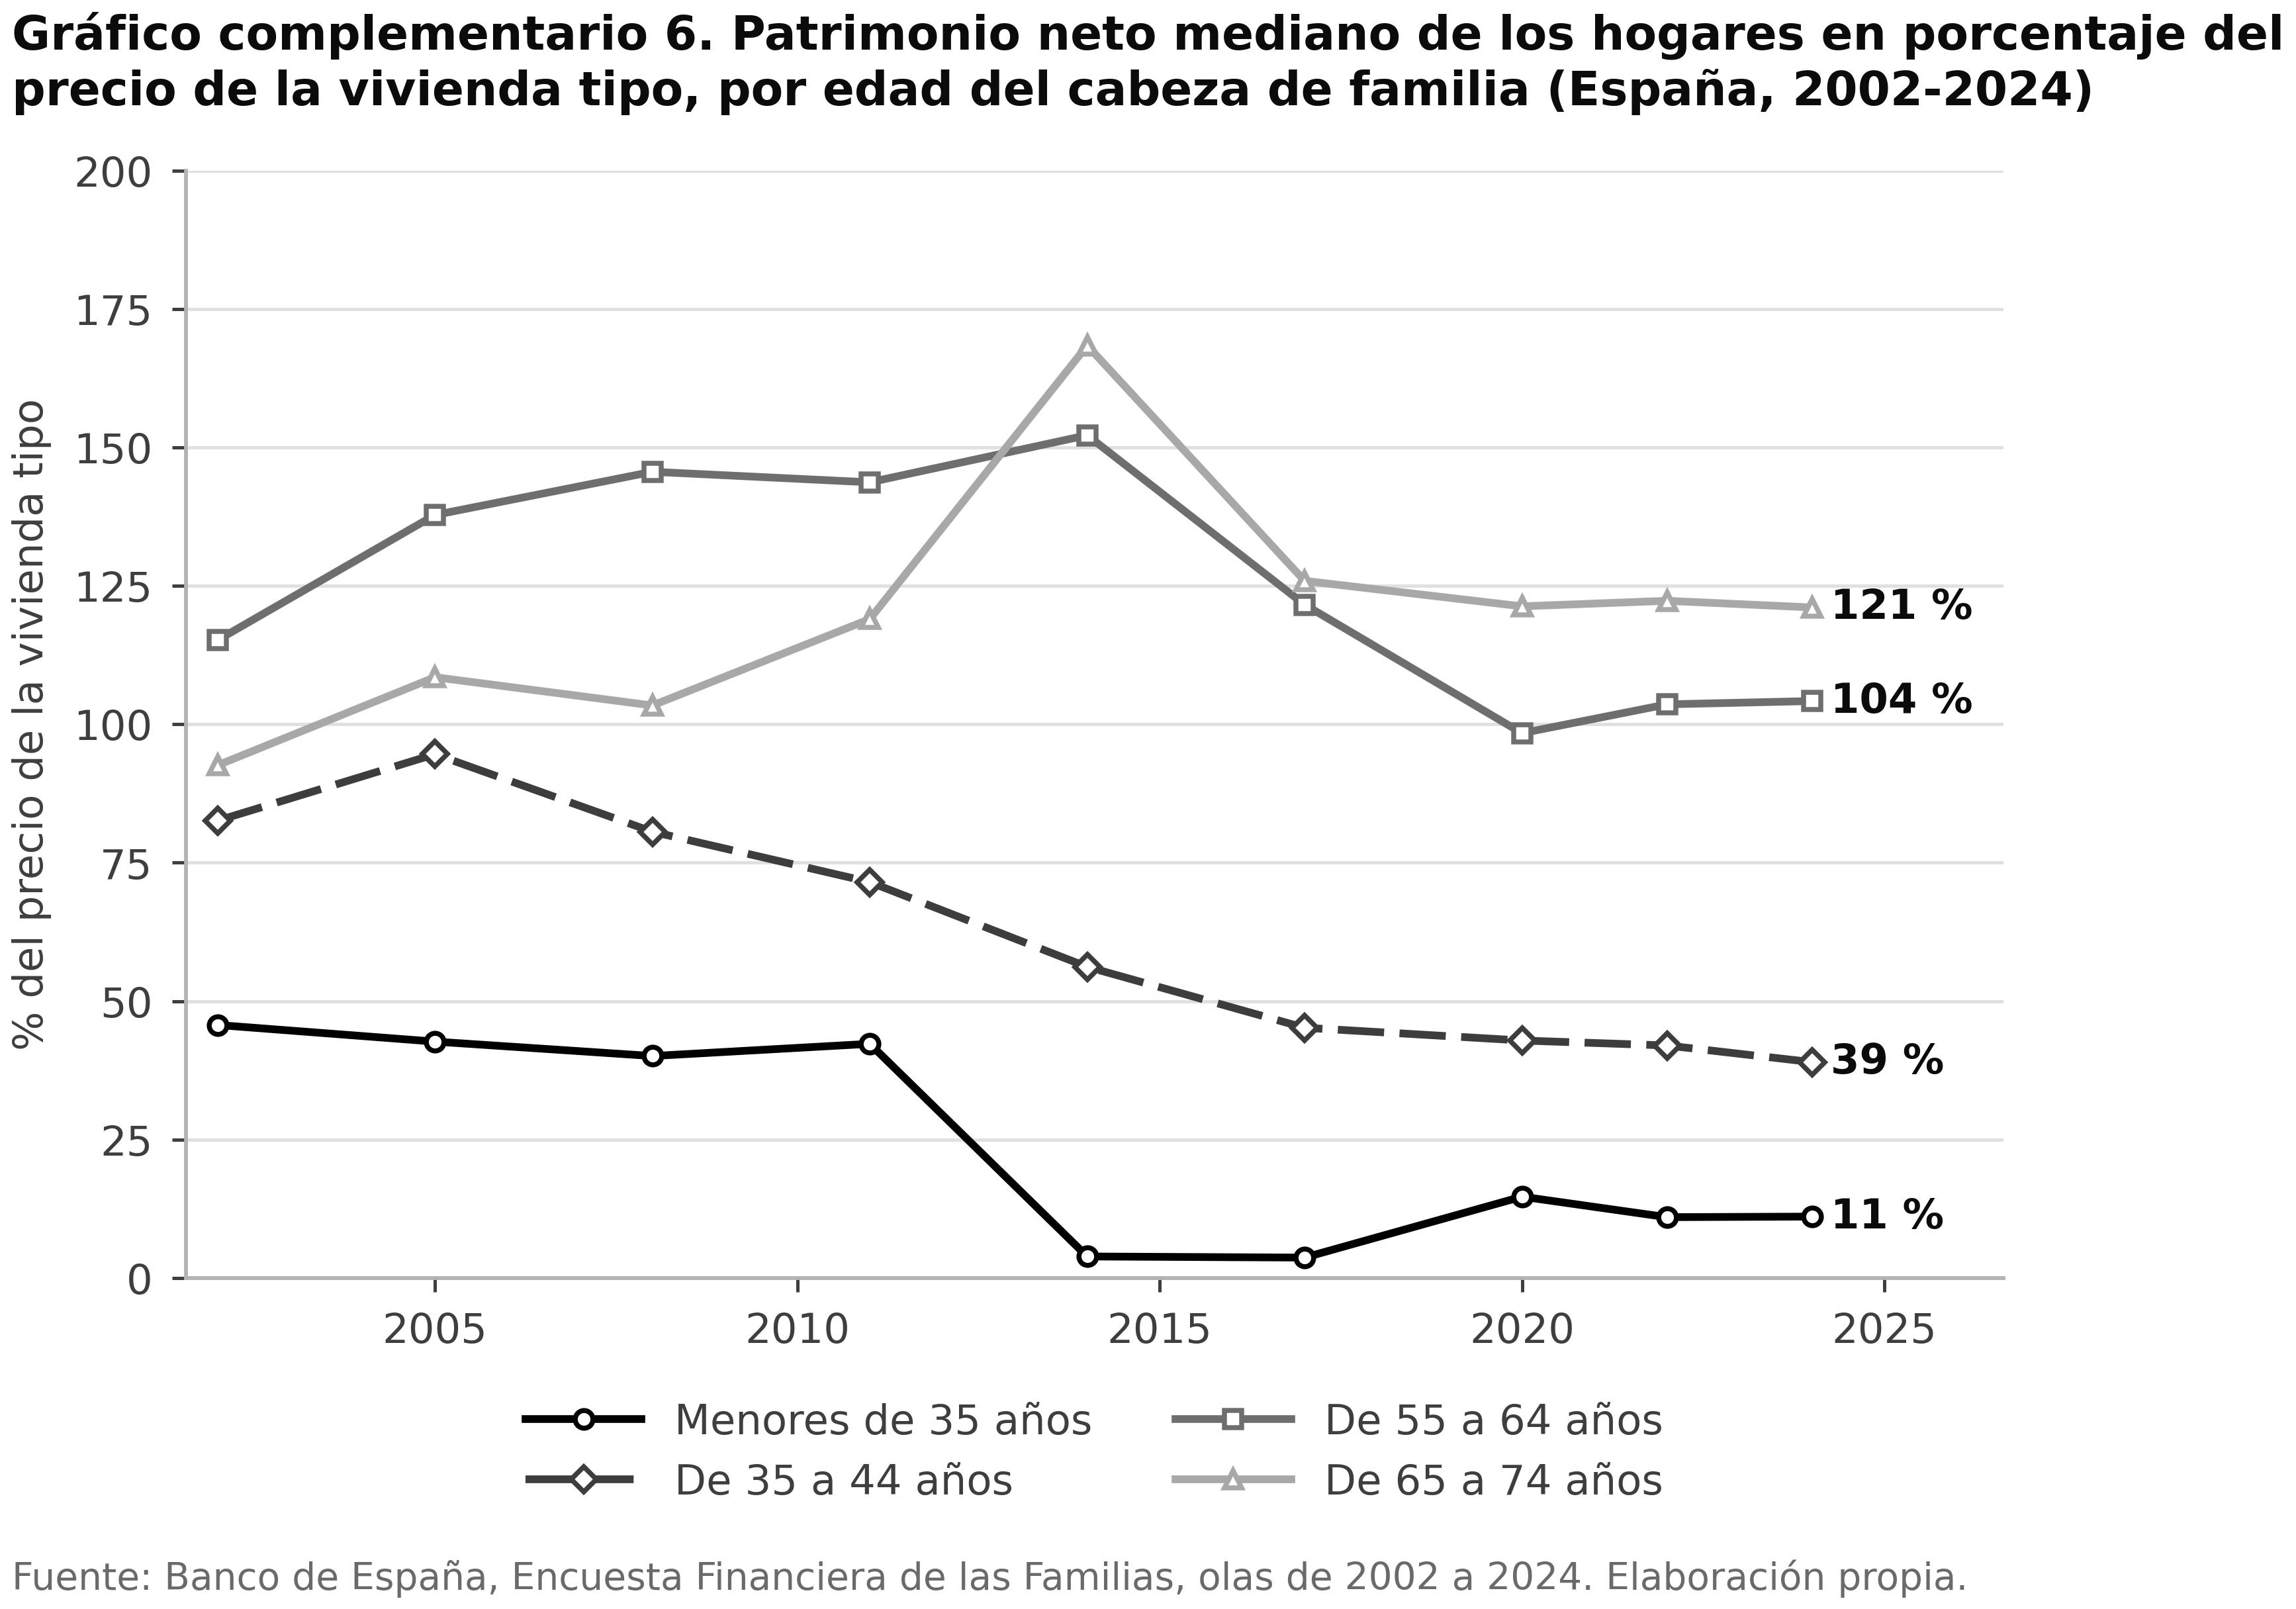 Gráfico complementario 6. Patrimonio neto mediano de los hogares en porcentaje del
precio de la vivienda tipo, por edad del cabeza de familia (España, 2002-2024)
% del precio de la vivienda tipo
200
175
150
125
100
75
50
25
0
121 %
104 %
39 %
11 %
2005
2010
2015
2020
2025
Menores de 35 años
De 35 a 44 años
De 55 a 64 años
De 65 a 74 años
Fuente: Banco de España, Encuesta Financiera de las Familias, olas de 2002 a 2024. Elaboración propia.